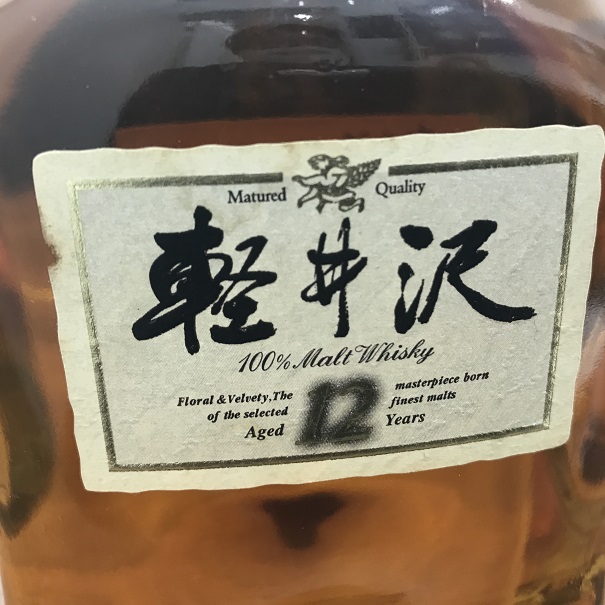 Matured Quality
軽井沢
100% Malt Whisky
Floral & Velvety, The masterpiece born
of the selected finest malts
Aged 12 Years